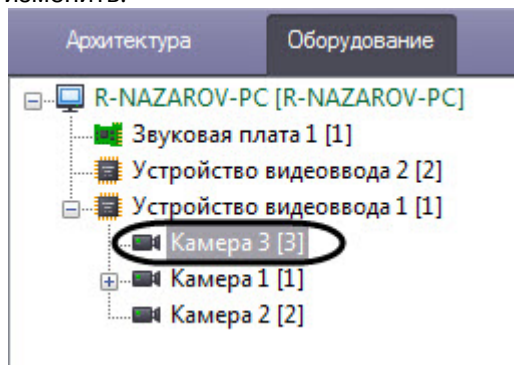 изменить.
Архитектура Оборудование
R-NAZAROV-PC [R-NAZAROV-PC]
Звуковая плата 1 [1]
Устройство видеоввода 2 [2]
Устройство видеоввода 1 [1]
Камера 3 [3]
Камера 1 [1]
Камера 2 [2]